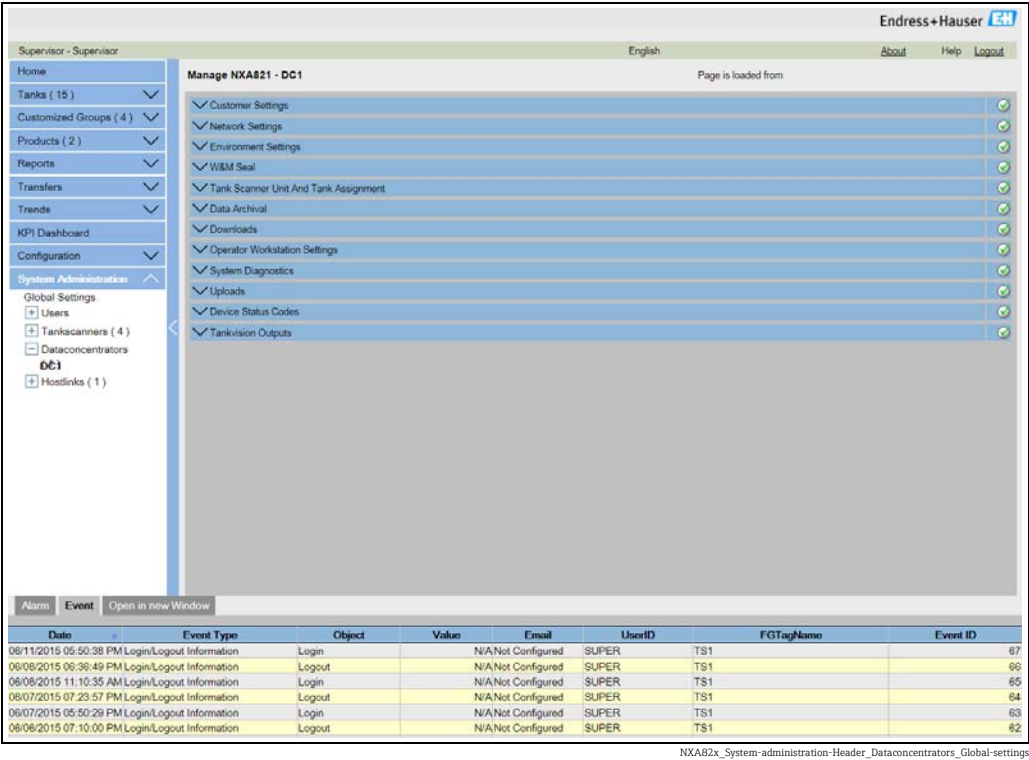 Endress+Hauser EH
Supervisor - Supervisor English About Help Logout
Home
Tanks ( 15 )
Customized Groups ( 4 )
Products ( 2 )
Reports
Transfers
Trends
KPI Dashboard
Configuration
System Administration
Global Settings
Users
Tankscanners ( 4 )
Dataconcentrators
DC1
Hostlinks ( 1 )
Manage NXA821 - DC1 Page is loaded from
Customer Settings
Network Settings
Environment Settings
W&M Seal
Tank Scanner Unit And Tank Assignment
Data Archival
Downloads
Operator Workstation Settings
System Diagnostics
Uploads
Device Status Codes
Tankvision Outputs
Alarm Event Open in new Window
Date Event Type Object Value Email UserID FGTagName Event ID
06/11/2015 05:50:38 PM Login/Logout Information Login N/A Not Configured SUPER TS1 67
06/08/2015 06:36:49 PM Login/Logout Information Logout N/A Not Configured SUPER TS1 66
06/08/2015 11:10:35 AM Login/Logout Information Login N/A Not Configured SUPER TS1 65
06/07/2015 07:23:57 PM Login/Logout Information Logout N/A Not Configured SUPER TS1 64
06/07/2015 05:50:29 PM Login/Logout Information Login N/A Not Configured SUPER TS1 63
06/06/2015 07:10:00 PM Login/Logout Information Logout N/A Not Configured SUPER TS1 62
NXA82x_System-administration-Header_Dataconcentrators_Global-settings